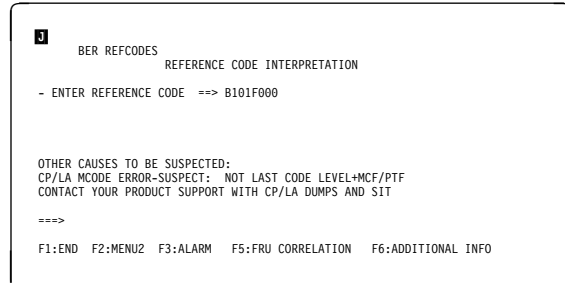 J
BER REFCODES
REFERENCE CODE INTERPRETATION
- ENTER REFERENCE CODE ==> B101F000
OTHER CAUSES TO BE SUSPECTED:
CP/LA MCODE ERROR-SUSPECT: NOT LAST CODE LEVEL+MCF/PTF
CONTACT YOUR PRODUCT SUPPORT WITH CP/LA DUMPS AND SIT
===>
F1:END F2:MENU2 F3:ALARM F5:FRU CORRELATION F6:ADDITIONAL INFO